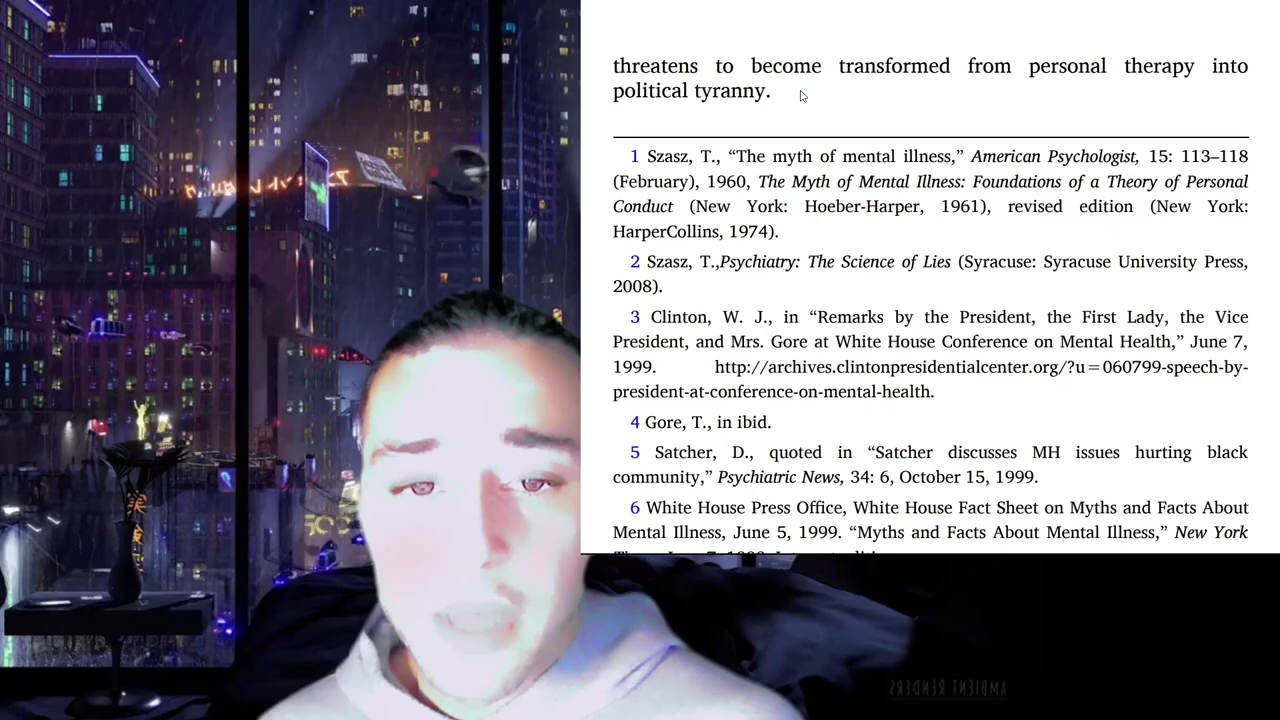 threatens to become transformed from personal therapy into
political tyranny.
1 Szasz, T., “The myth of mental illness,” American Psychologist, 15: 113–118
(February), 1960, The Myth of Mental Illness: Foundations of a Theory of Personal
Conduct (New York: Hoeber-Harper, 1961), revised edition (New York:
HarperCollins, 1974).
2 Szasz, T.,Psychiatry: The Science of Lies (Syracuse: Syracuse University Press,
2008).
3 Clinton, W. J., in “Remarks by the President, the First Lady, the Vice
President, and Mrs. Gore at White House Conference on Mental Health,” June 7,
1999. http://archives.clintonpresidentialcenter.org/?u=060799-speech-by-
president-at-conference-on-mental-health.
4 Gore, T., in ibid.
5 Satcher, D., quoted in “Satcher discusses MH issues hurting black
community,” Psychiatric News, 34: 6, October 15, 1999.
6 White House Press Office, White House Fact Sheet on Myths and Facts About
Mental Illness, June 5, 1999. “Myths and Facts About Mental Illness,” New York
AMBIENT RENDERS